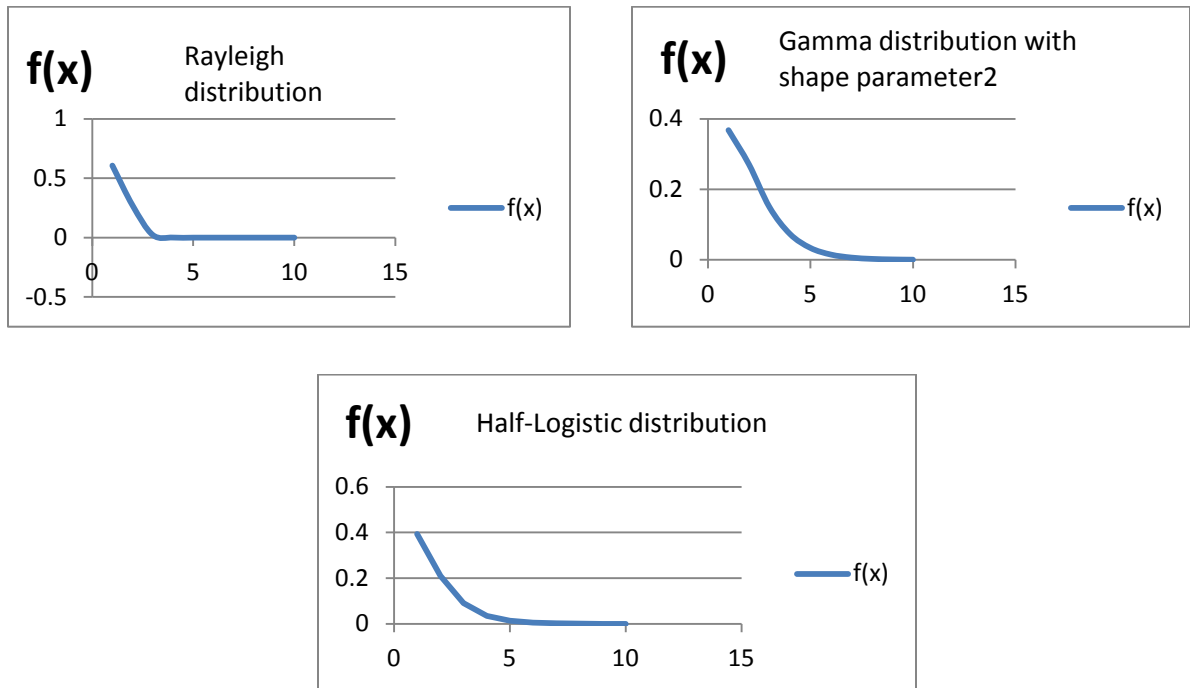 f(x)
Rayleigh
distribution
1
0.5
0
-0.5
0 5 10 15
f(x)
f(x)
Gamma distribution with
shape parameter2
0.4
0.2
0
0 5 10 15
f(x)
f(x)
Half-Logistic distribution
0.6
0.4
0.2
0
0 5 10 15
f(x)